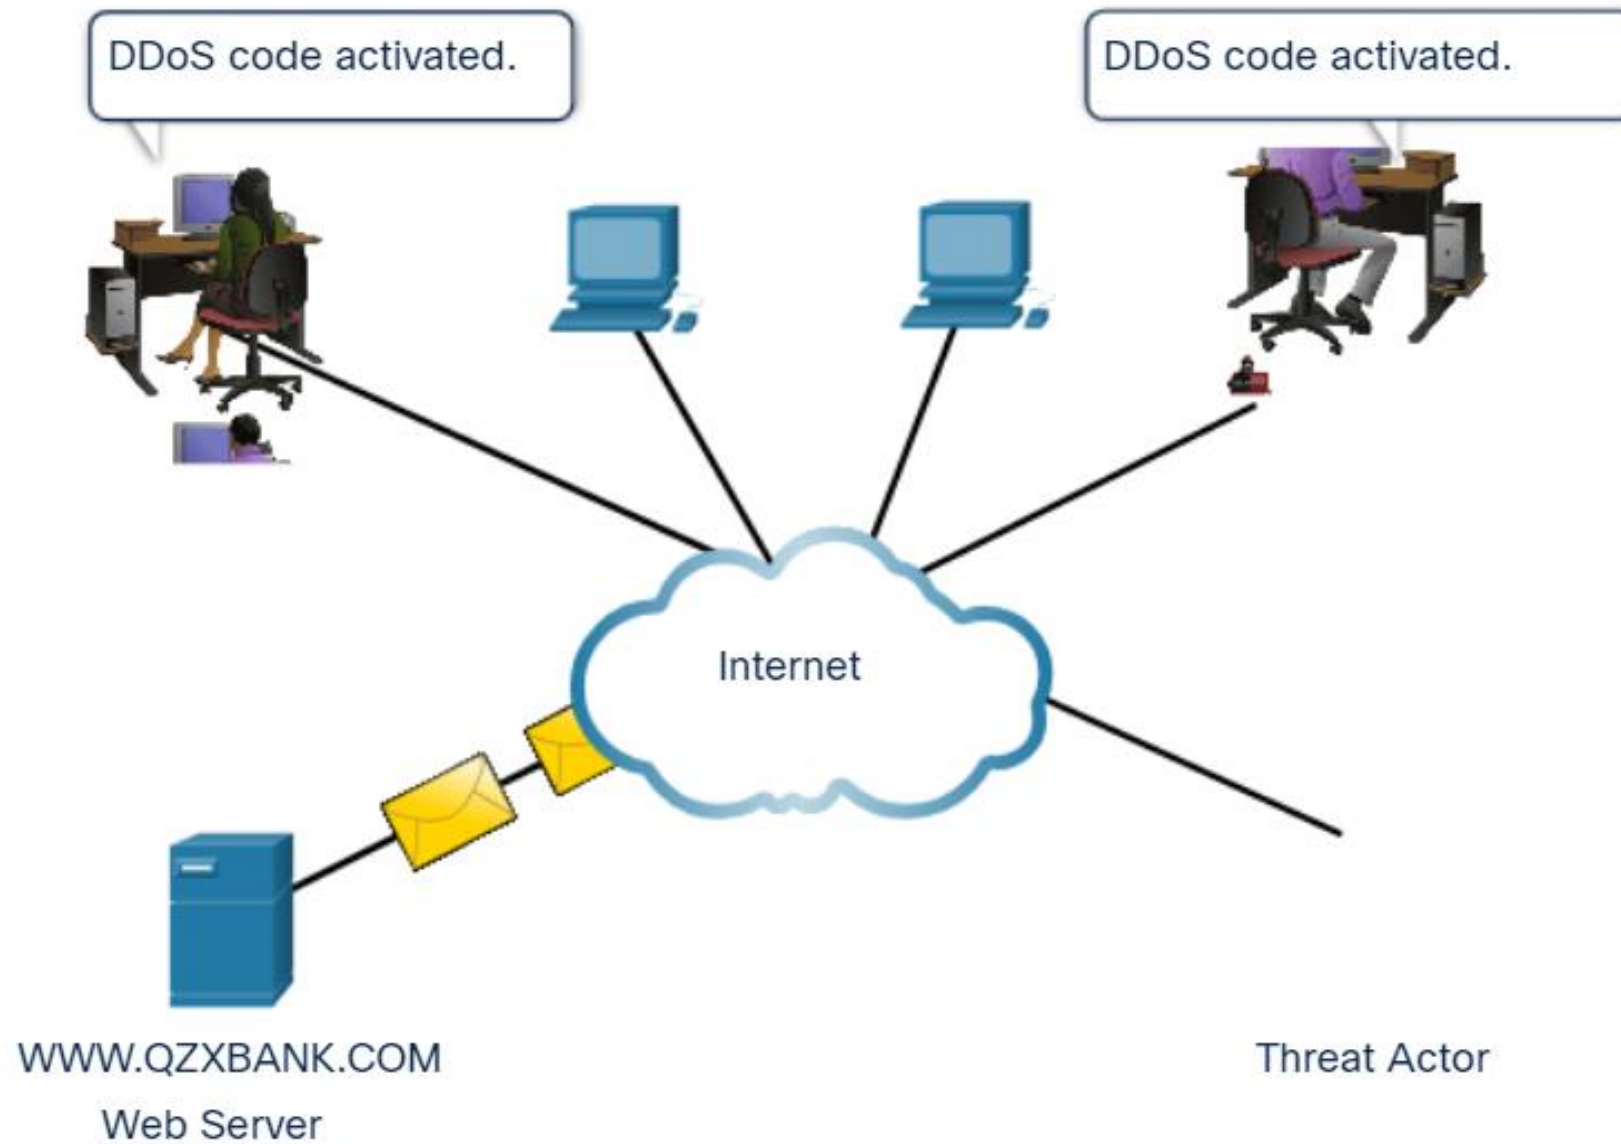 DDoS code activated.
DDoS code activated.
Internet
WWW.QZXBANK.COM
Web Server
Threat Actor